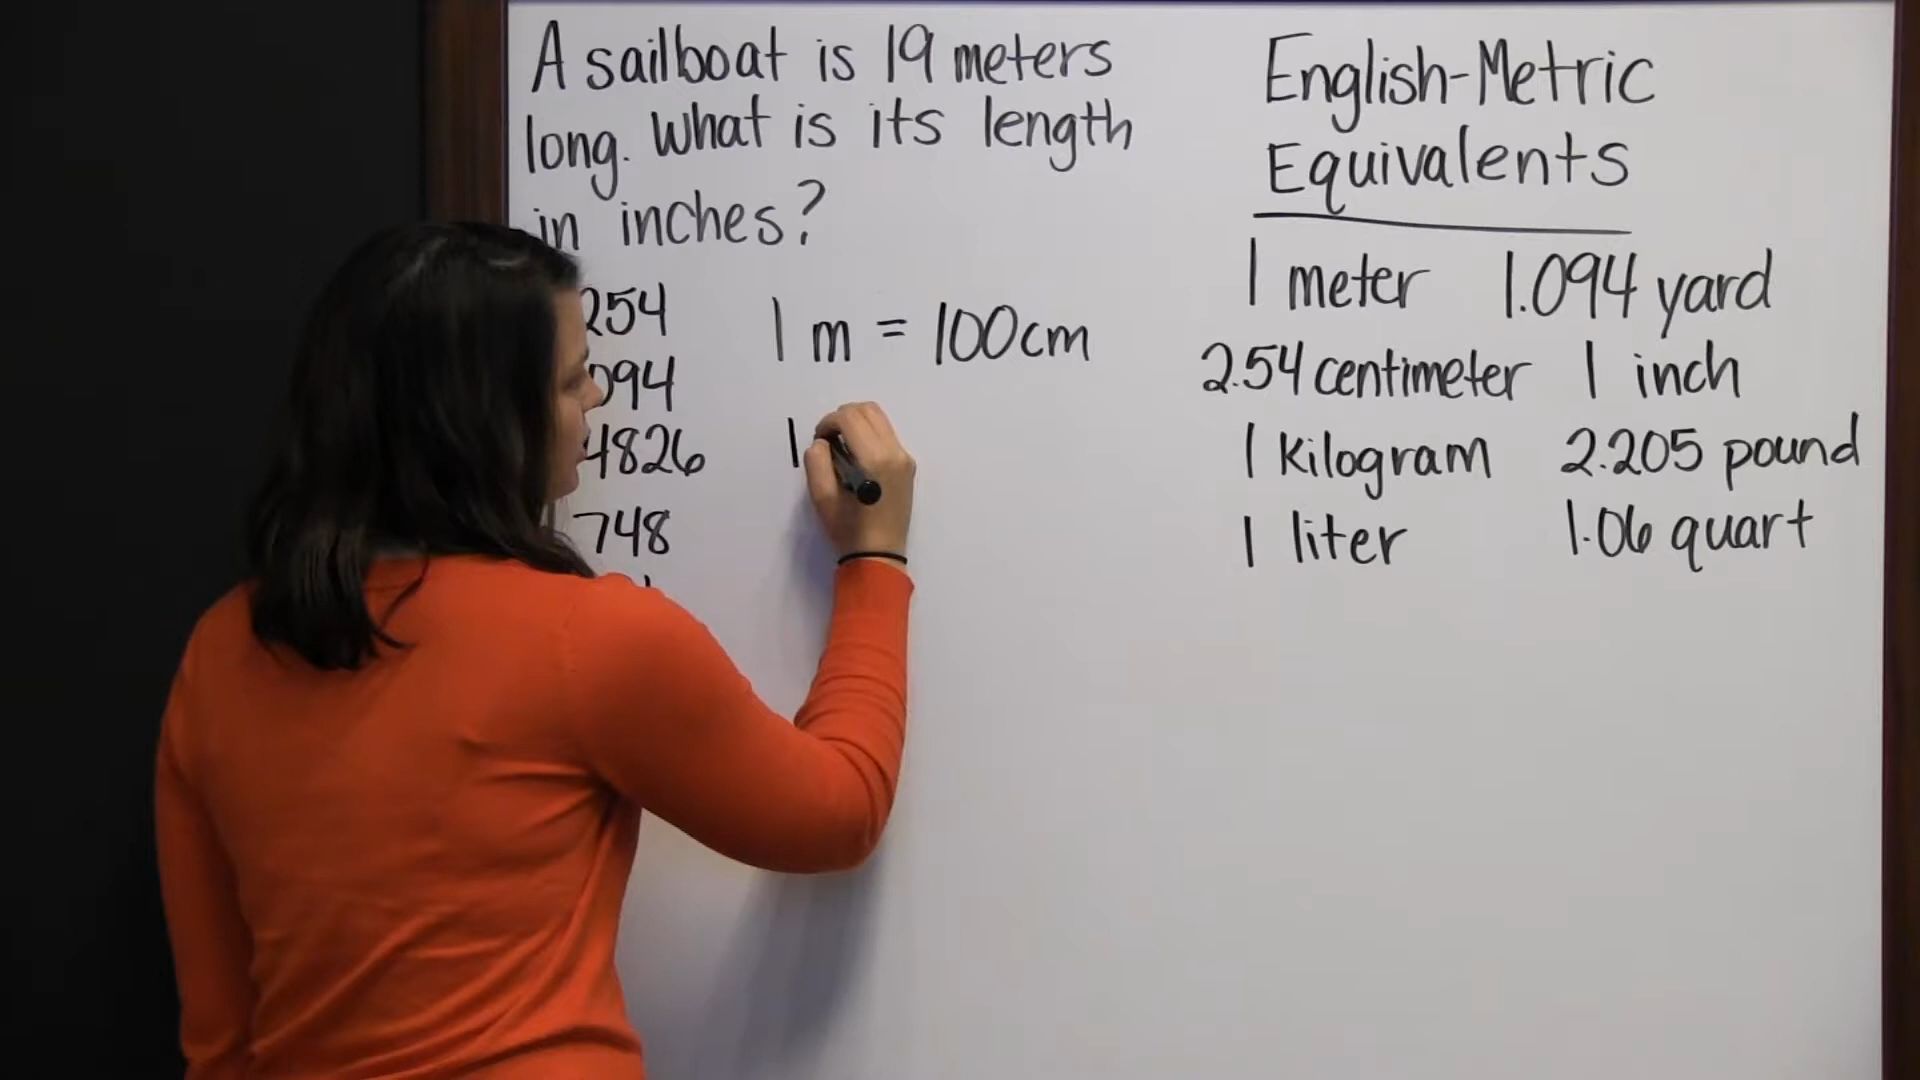 A sailboat is 19 meters
long. What is its length
in inches?
254
094
4826
748
1 m = 100cm
1
English-Metric
Equivalents
1 meter 1.094 yard
2.54 centimeter 1 inch
1 Kilogram 2.205 pound
1 liter 1.06 quart